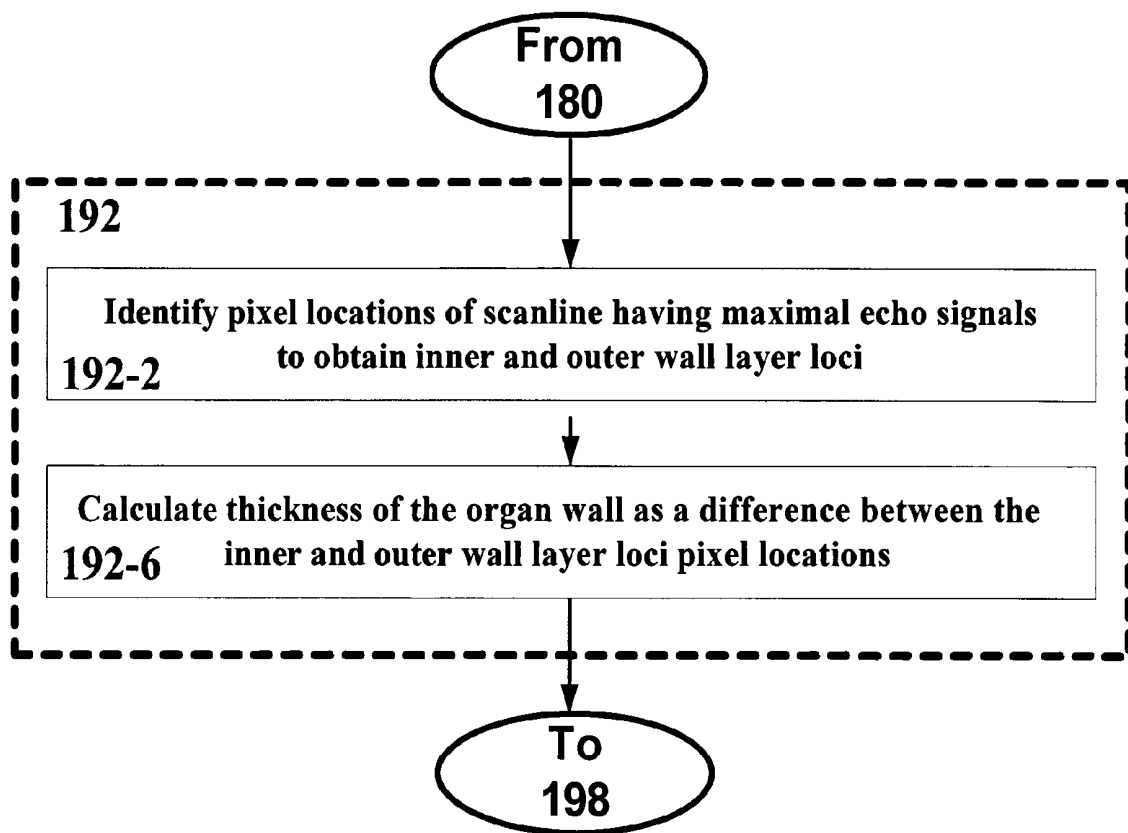 From
180
192
Identify pixel locations of scanline having maximal echo signals
to obtain inner and outer wall layer loci
192-2
Calculate thickness of the organ wall as a difference between the
inner and outer wall layer loci pixel locations
192-6
To
198